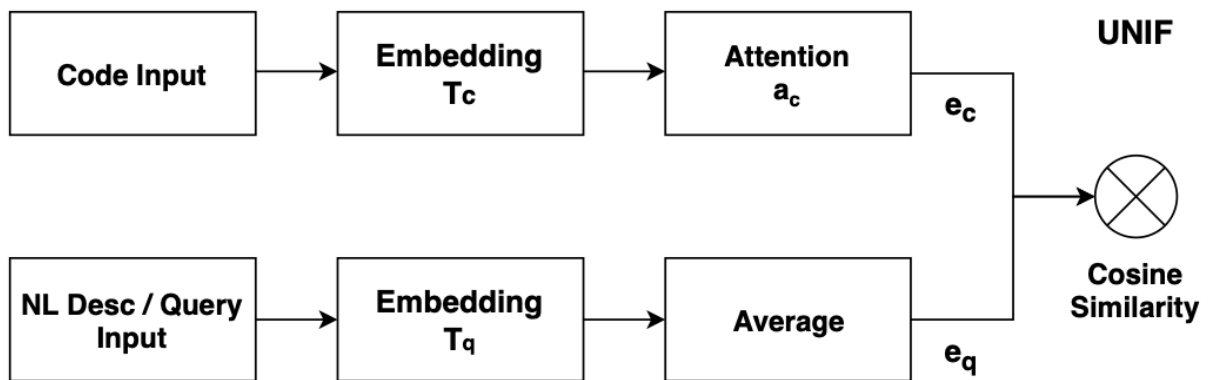 UNIF
Code Input
Embedding
Tc
Attention
ac
ec
NL Desc / Query
Input
Embedding
Tq
Average
eq
Cosine
Similarity